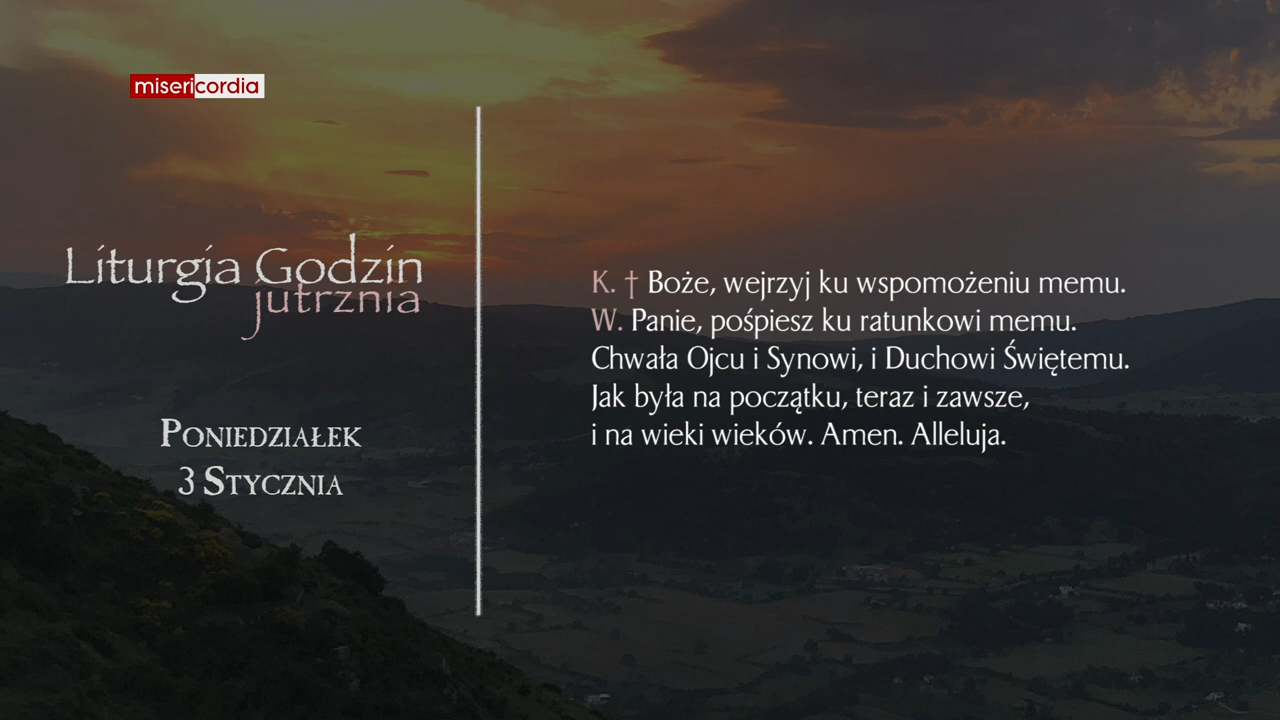 misericordia
Liturgia Godzin
jutrznia
Poniedziałek
3 Stycznia
K. † Boże, wejrzyj ku wspomożeniu memu.
W. Panie, pośpiesz ku ratunkowi memu.
Chwała Ojcu i Synowi, i Duchowi Świętemu.
Jak była na początku, teraz i zawsze,
i na wieki wieków. Amen. Alleluja.